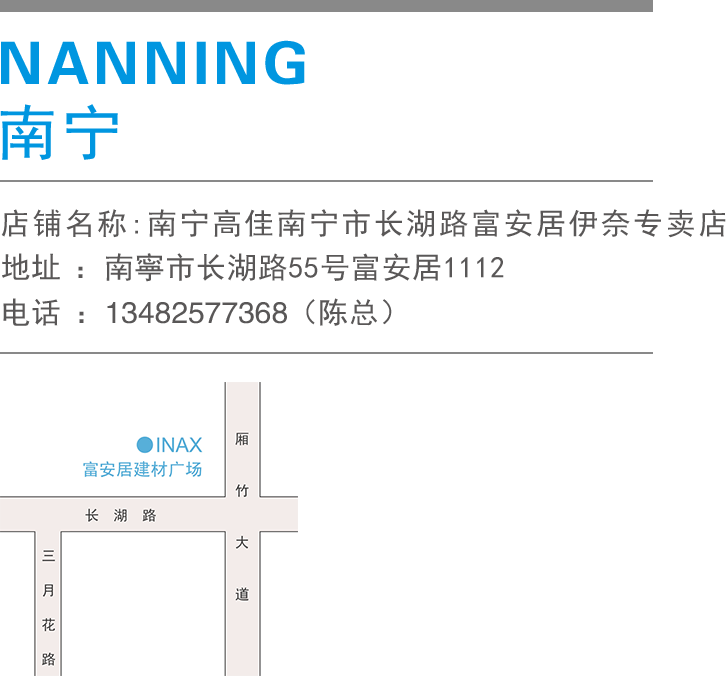 NANNING
南宁
店铺名称:南宁高佳南宁市长湖路富安居伊奈专卖店
地址 ：南寧市长湖路55号富安居1112
电话 ：13482577368（陈总）
INAX
富安居建材广场
厢竹大道
长湖路
三月花路